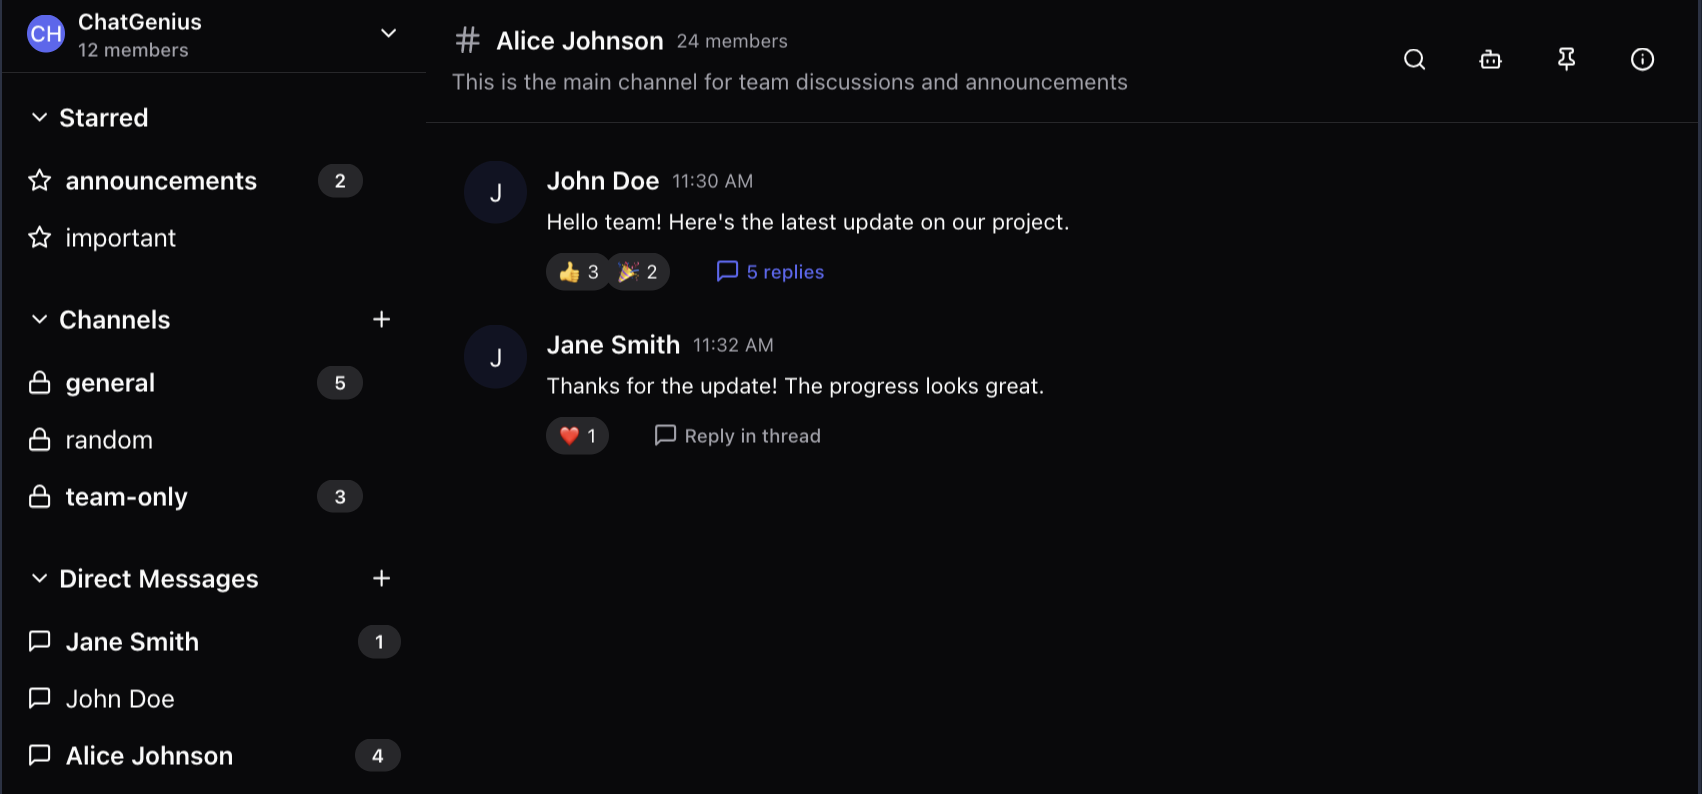 CH
ChatGenius
12 members
Starred
announcements 2
important
Channels
general 5
random
team-only 3
Direct Messages
Jane Smith 1
John Doe
Alice Johnson 4
# Alice Johnson 24 members
This is the main channel for team discussions and announcements
J
John Doe 11:30 AM
Hello team! Here's the latest update on our project.
👍 3 🎉 2 5 replies
J
Jane Smith 11:32 AM
Thanks for the update! The progress looks great.
❤️ 1 Reply in thread